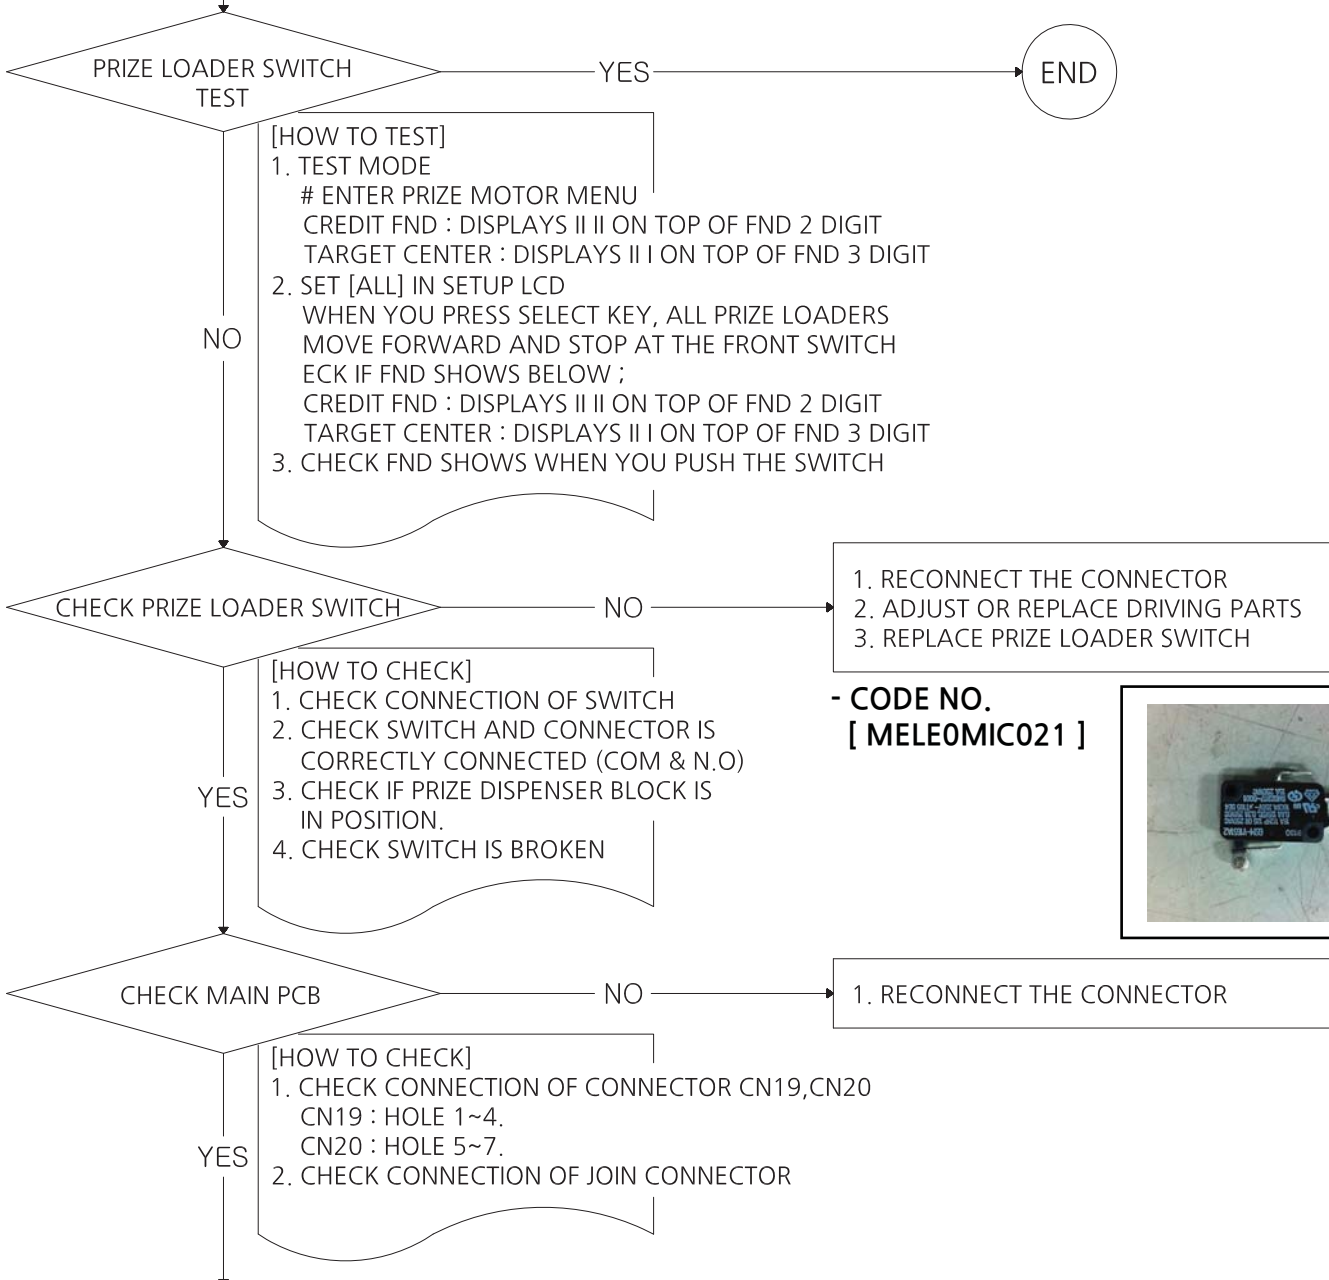 PRIZE LOADER SWITCH
TEST
YES
END
[HOW TO TEST]
1. TEST MODE
# ENTER PRIZE MOTOR MENU
CREDIT FND : DISPLAYS II II ON TOP OF FND 2 DIGIT
TARGET CENTER : DISPLAYS II I ON TOP OF FND 3 DIGIT
2. SET [ALL] IN SETUP LCD
WHEN YOU PRESS SELECT KEY, ALL PRIZE LOADERS
MOVE FORWARD AND STOP AT THE FRONT SWITCH
ECK IF FND SHOWS BELOW ;
CREDIT FND : DISPLAYS II II ON TOP OF FND 2 DIGIT
TARGET CENTER : DISPLAYS II I ON TOP OF FND 3 DIGIT
3. CHECK FND SHOWS WHEN YOU PUSH THE SWITCH
NO
CHECK PRIZE LOADER SWITCH
NO
1. RECONNECT THE CONNECTOR
2. ADJUST OR REPLACE DRIVING PARTS
3. REPLACE PRIZE LOADER SWITCH
[HOW TO CHECK]
1. CHECK CONNECTION OF SWITCH
2. CHECK SWITCH AND CONNECTOR IS
CORRECTLY CONNECTED (COM & N.O)
3. CHECK IF PRIZE DISPENSER BLOCK IS
IN POSITION.
4. CHECK SWITCH IS BROKEN
YES
- CODE NO.
[ MELE0MIC021 ]
CHECK MAIN PCB
NO
1. RECONNECT THE CONNECTOR
[HOW TO CHECK]
1. CHECK CONNECTION OF CONNECTOR CN19,CN20
CN19 : HOLE 1~4.
CN20 : HOLE 5~7.
2. CHECK CONNECTION OF JOIN CONNECTOR
YES